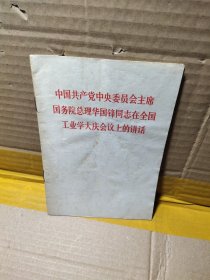 中国共产党中央委员会主席
国务院总理华国锋同志在全国
工业学大庆会议上的讲话